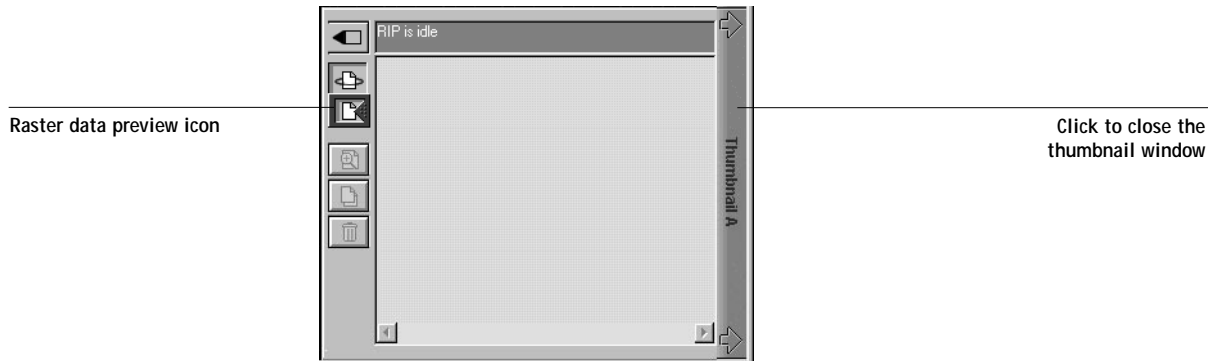 RIP is idle
Raster data preview icon
Click to close the
thumbnail window
Thumbnail A